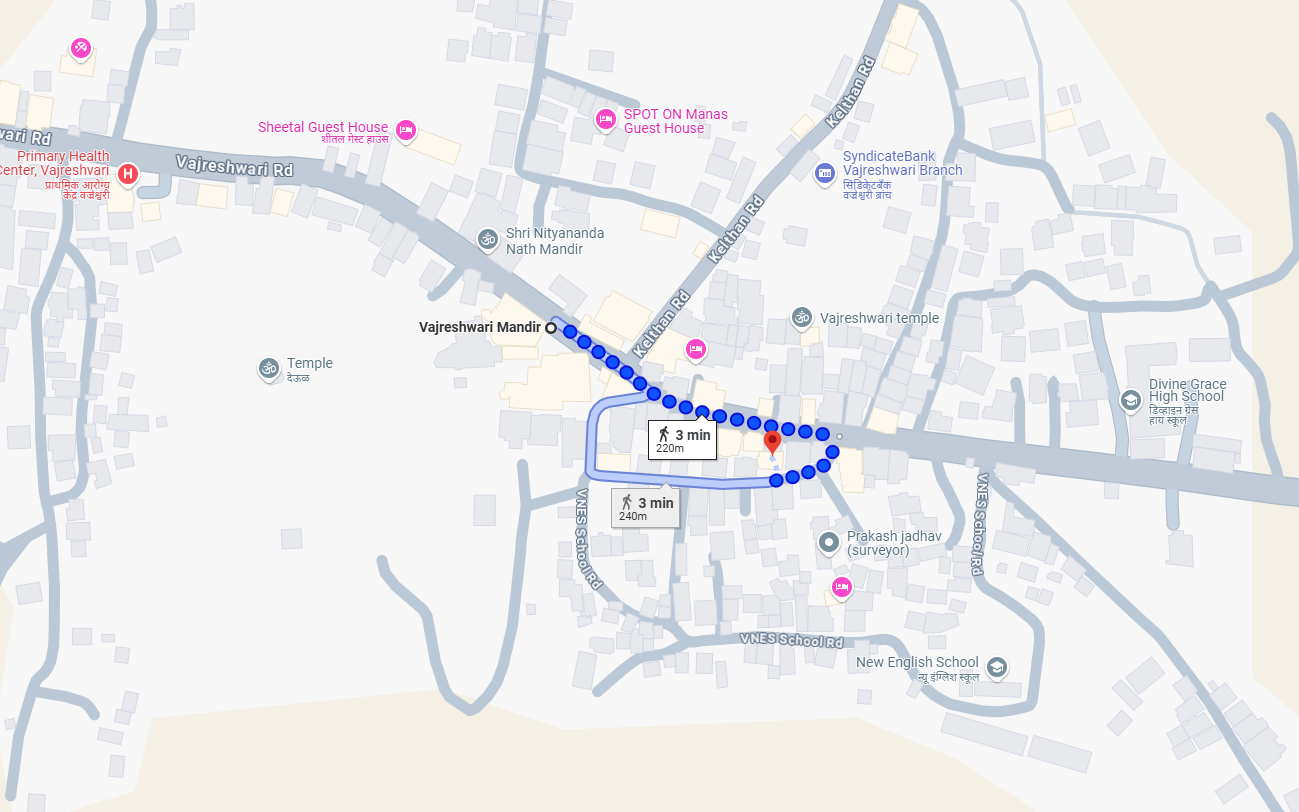 wari Rd
Primary Health
Center, Vajreshvari
प्राथमिक आरोग्य
केंद्र वज्रेश्वरी
Vajreshwari Rd
Sheetal Guest House
शीतल गेस्ट हाउस
SPOT ON Manas
Guest House
Kelthan Rd
SyndicateBank
Vajreshwari Branch
सिंडिकेटबँक
वज्रेश्वरी ब्रांच
Kelthan Rd
Shri Nityananda
Nath Mandir
Kelthan Rd
Vajreshwari temple
Vajreshwari Mandir
Temple
देऊळ
Divine Grace
High School
डिव्हाइन ग्रेस
हाय स्कूल
3 min
220m
3 min
240m
VNES School Rd
VNES School Rd
Prakash jadhav
(surveyor)
VNES School Rd
New English School
न्यू इंग्लिश स्कूल